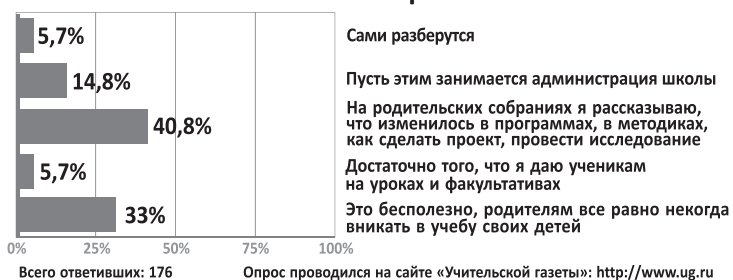 5,7%
Сами разберутся
14,8%
Пусть этим занимается администрация школы
40,8%
На родительских собраниях я рассказываю,
что изменилось в программах, в методиках,
как сделать проект, провести исследование
5,7%
Достаточно того, что я даю ученикам
на уроках и факультативах
33%
Это бесполезно, родителям все равно некогда
вникать в учебу своих детей
0% 25% 50% 75% 100%
Всего ответивших: 176 Опрос проводился на сайте «Учительской газеты»: http://www.ug.ru